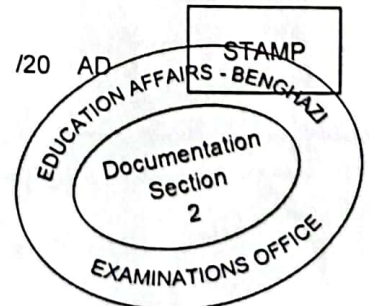 STAMP
/20 AD
EDUCATION AFFAIRS - BENGHAZI
Documentation
Section
2
EXAMINATIONS OFFICE